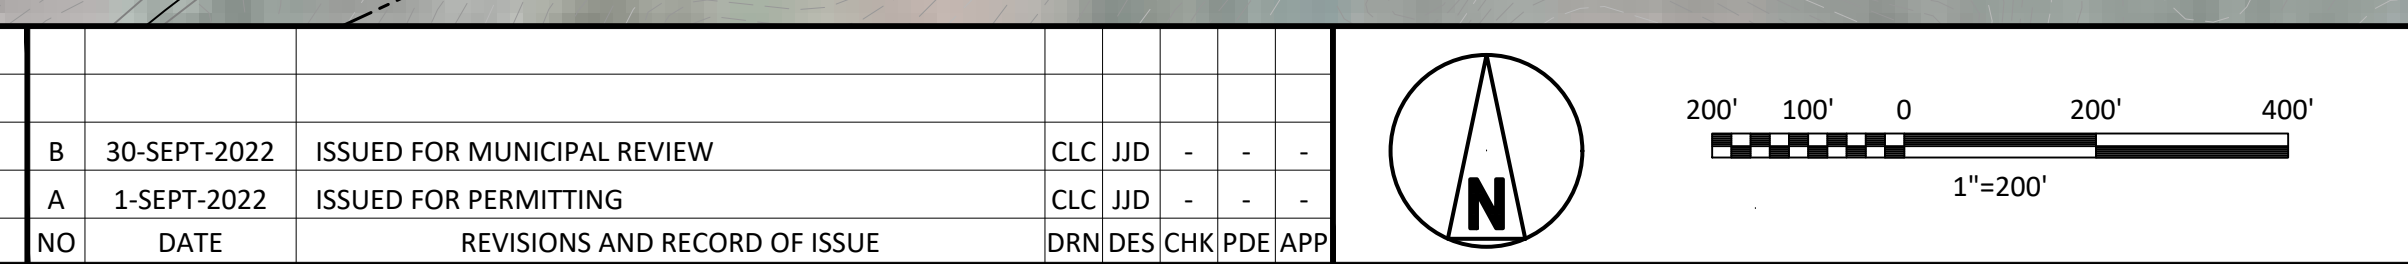 B 30-SEPT-2022 ISSUED FOR MUNICIPAL REVIEW CLC JJD - - -
A 1-SEPT-2022 ISSUED FOR PERMITTING CLC JJD - - -
NO DATE REVISIONS AND RECORD OF ISSUE DRN DES CHK PDE APP
N
200' 100' 0 200' 400'
1"=200'